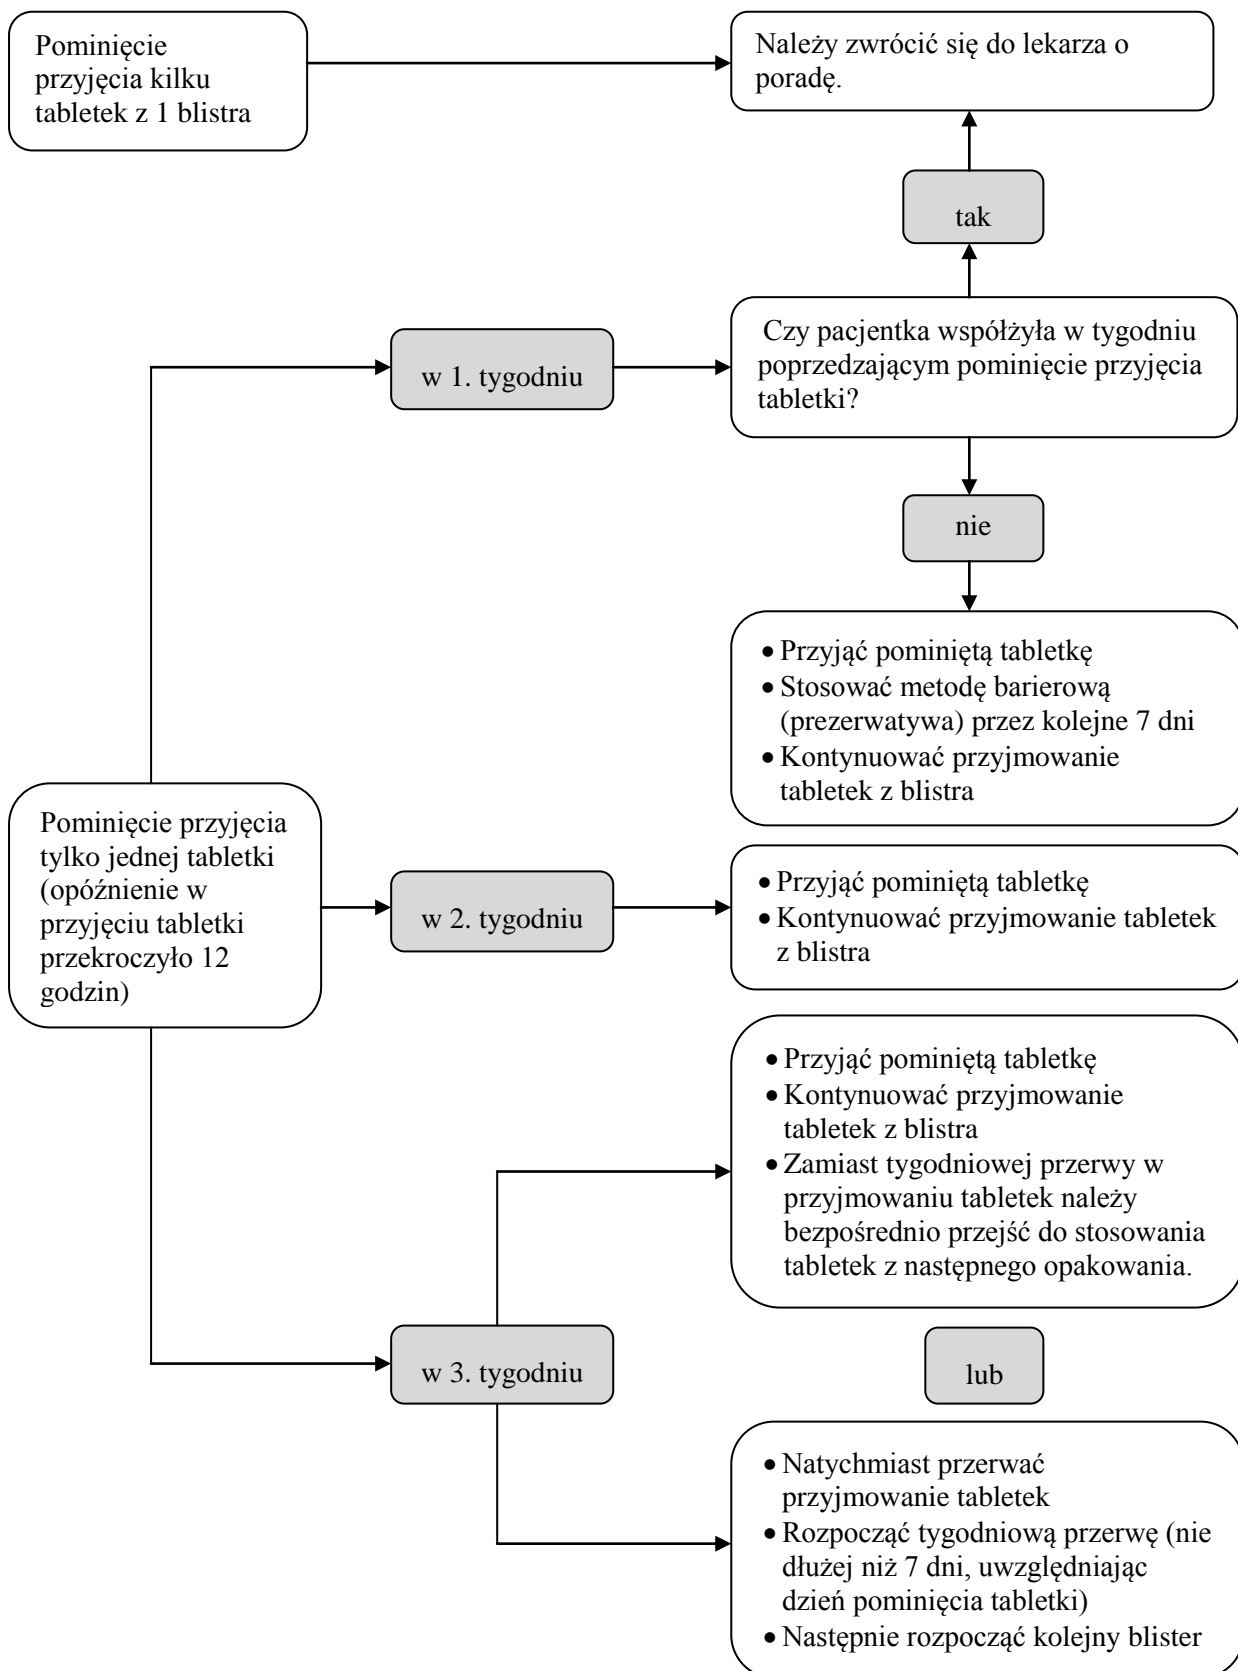 Pominięcie
przyjęcia kilku
tabletek z 1 blistra
Należy zwrócić się do lekarza o
poradę.
tak
w 1. tygodniu
Czy pacjentka współżyła w tygodniu
poprzedzającym pominięcie przyjęcia
tabletki?
nie
• Przyjąć pominiętą tabletkę
• Stosować metodę barierową
(prezerwatywa) przez kolejne 7 dni
• Kontynuować przyjmowanie
tabletek z blistra
Pominięcie przyjęcia
tylko jednej tabletki
(opóźnienie w
przyjęciu tabletki
przekroczyło 12
godzin)
w 2. tygodniu
• Przyjąć pominiętą tabletkę
• Kontynuować przyjmowanie tabletek
z blistra
• Przyjąć pominiętą tabletkę
• Kontynuować przyjmowanie
tabletek z blistra
• Zamiast tygodniowej przerwy w
przyjmowaniu tabletek należy
bezpośrednio przejść do stosowania
tabletek z następnego opakowania.
w 3. tygodniu
lub
• Natychmiast przerwać
przyjmowanie tabletek
• Rozpocząć tygodniową przerwę (nie
dłużej niż 7 dni, uwzględniając
dzień pominięcia tabletki)
• Następnie rozpocząć kolejny blister